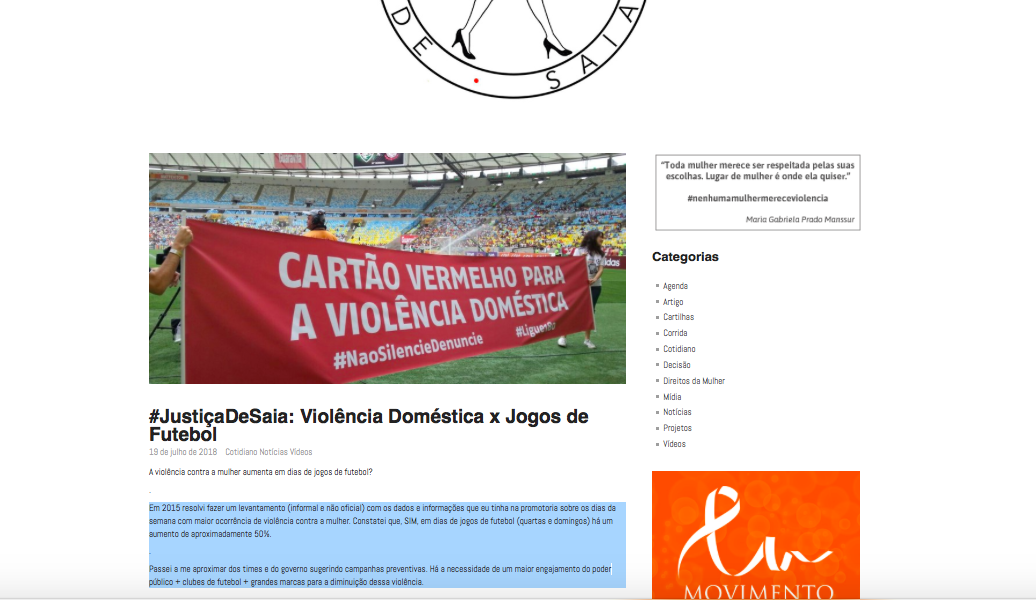 DE • SAIA
CARTÃO VERMELHO PARA
A VIOLÊNCIA DOMÉSTICA
#NaoSilencieDenuncie
#Ligue180
didas
#JustiçaDeSaia: Violência Doméstica x Jogos de
Futebol
19 de julho de 2018 Cotidiano Notícias Vídeos
A violência contra a mulher aumenta em dias de jogos de futebol?
.
Em 2015 resolvi fazer um levantamento (informal e não oficial) com os dados e informações que eu tinha na promotoria sobre os dias da
semana com maior ocorrência de violência contra a mulher. Constatei que, SIM, em dias de jogos de futebol (quartas e domingos) há um
aumento de aproximadamente 50%.
.
Passei a me aproximar dos times e do governo sugerindo campanhas preventivas. Há a necessidade de um maior engajamento do poder
público + clubes de futebol + grandes marcas para a diminuição dessa violência.
"Toda mulher merece ser respeitada pelas suas
escolhas. Lugar de mulher é onde ela quiser."
#nenhumamulhermereceviolencia
Maria Gabriela Prado Manssur
Categorias
Agenda
Artigo
Cartilhas
Corrida
Cotidiano
Decisão
Direitos da Mulher
Mídia
Notícias
Projetos
Vídeos
MOVIMENTO